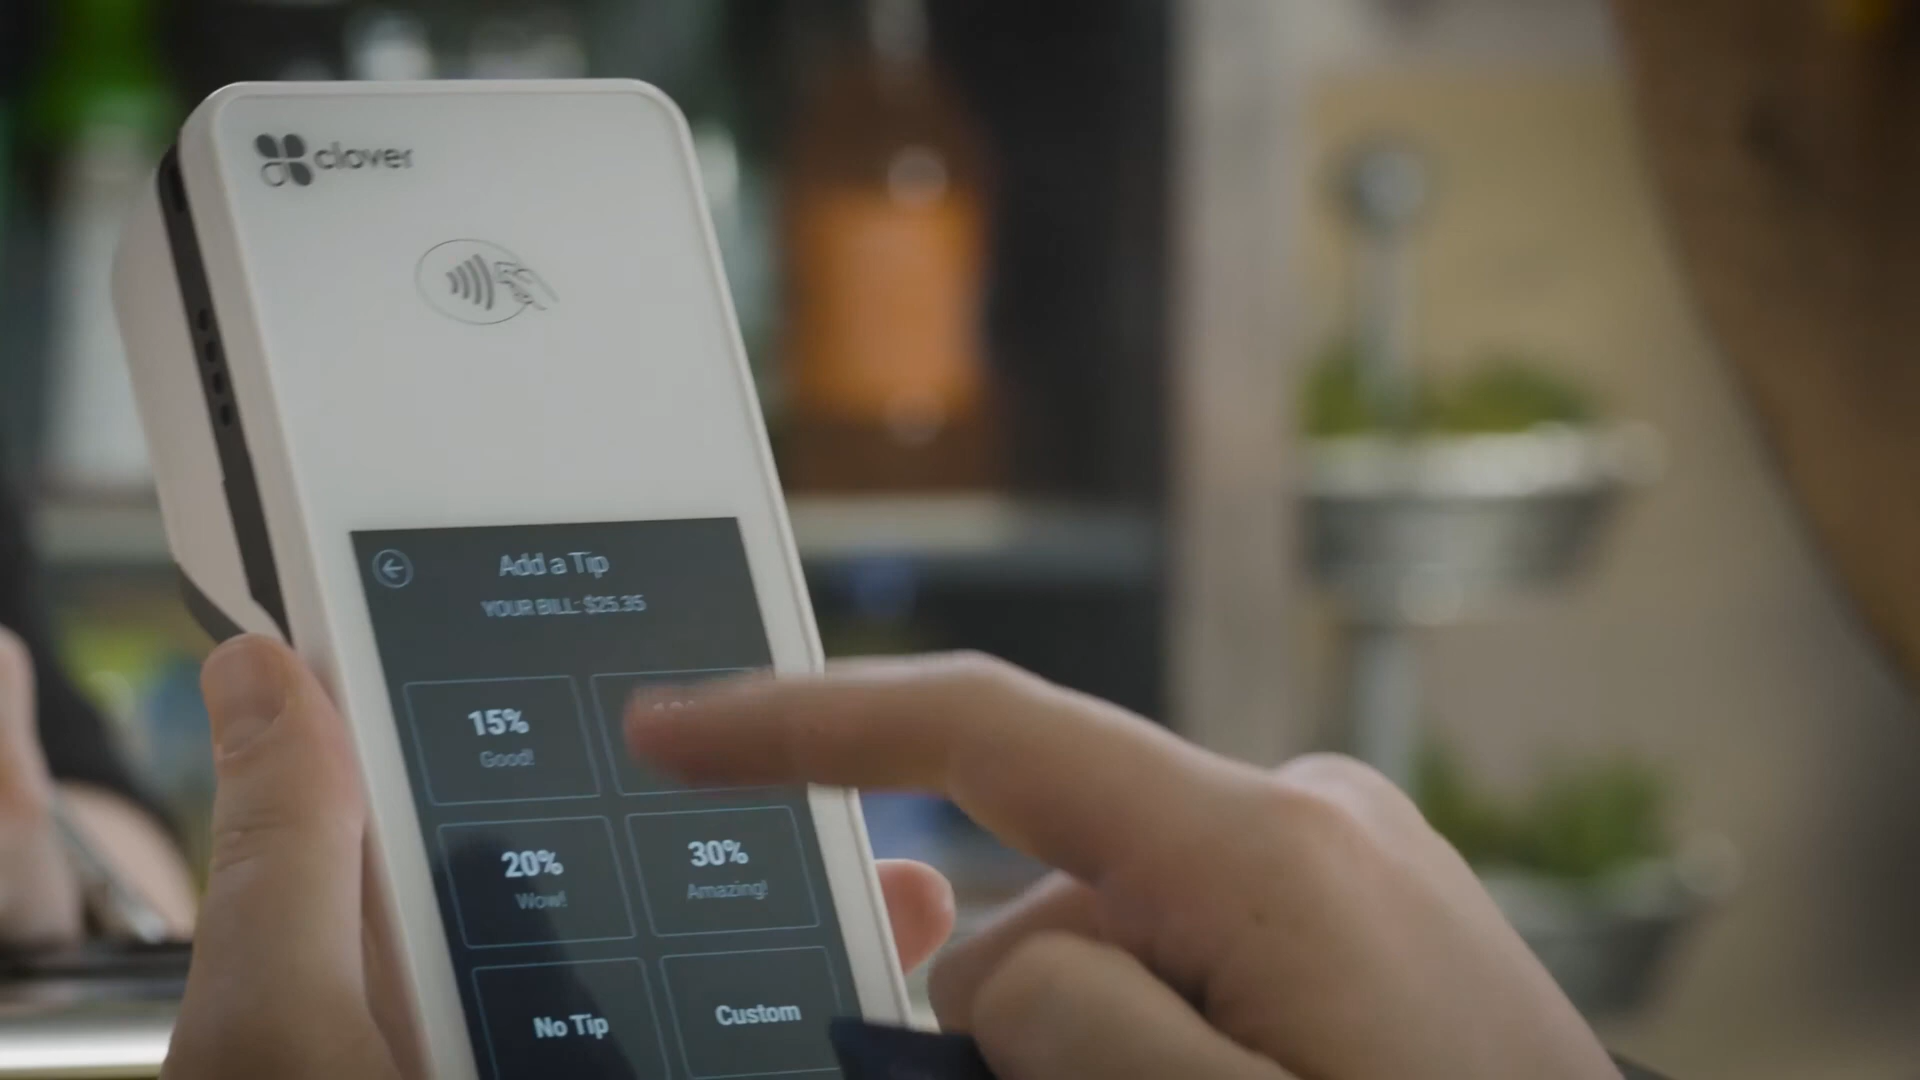 clover
Add a Tip
YOUR BILL: $25.35
15%
Good!
20%
Wow!
30%
Amazing!
No Tip
Custom